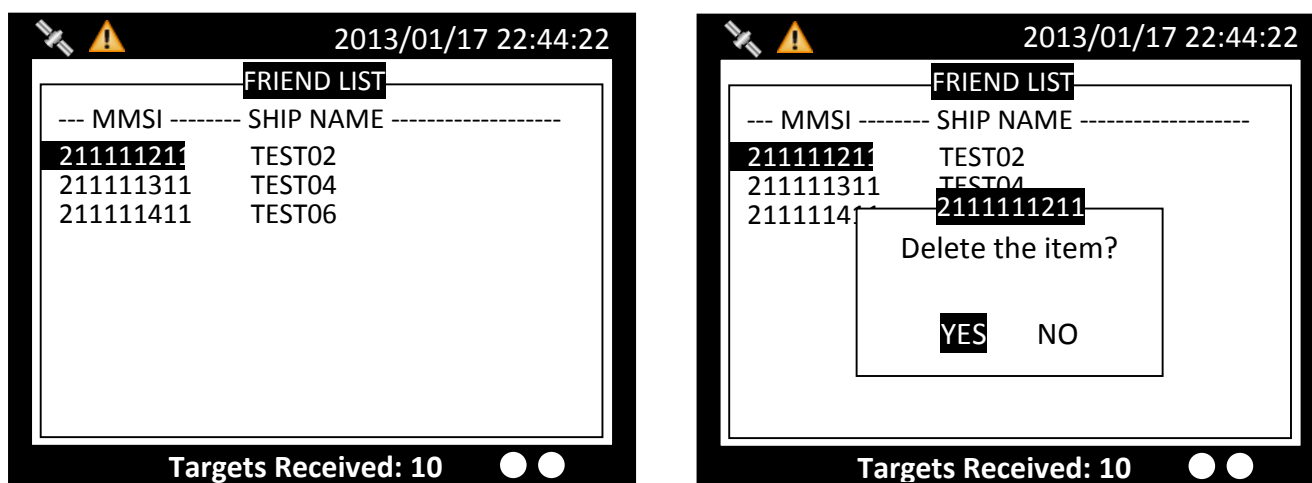 2013/01/17 22:44:22
FRIEND LIST
--- MMSI -------- SHIP NAME -------------------
211111211 TEST02
211111311 TEST04
211111411 TEST06
Targets Received: 10
2013/01/17 22:44:22
FRIEND LIST
--- MMSI -------- SHIP NAME -------------------
211111211 TEST02
211111311 TEST04
211111411
2111111211
Delete the item?
YES NO
Targets Received: 10